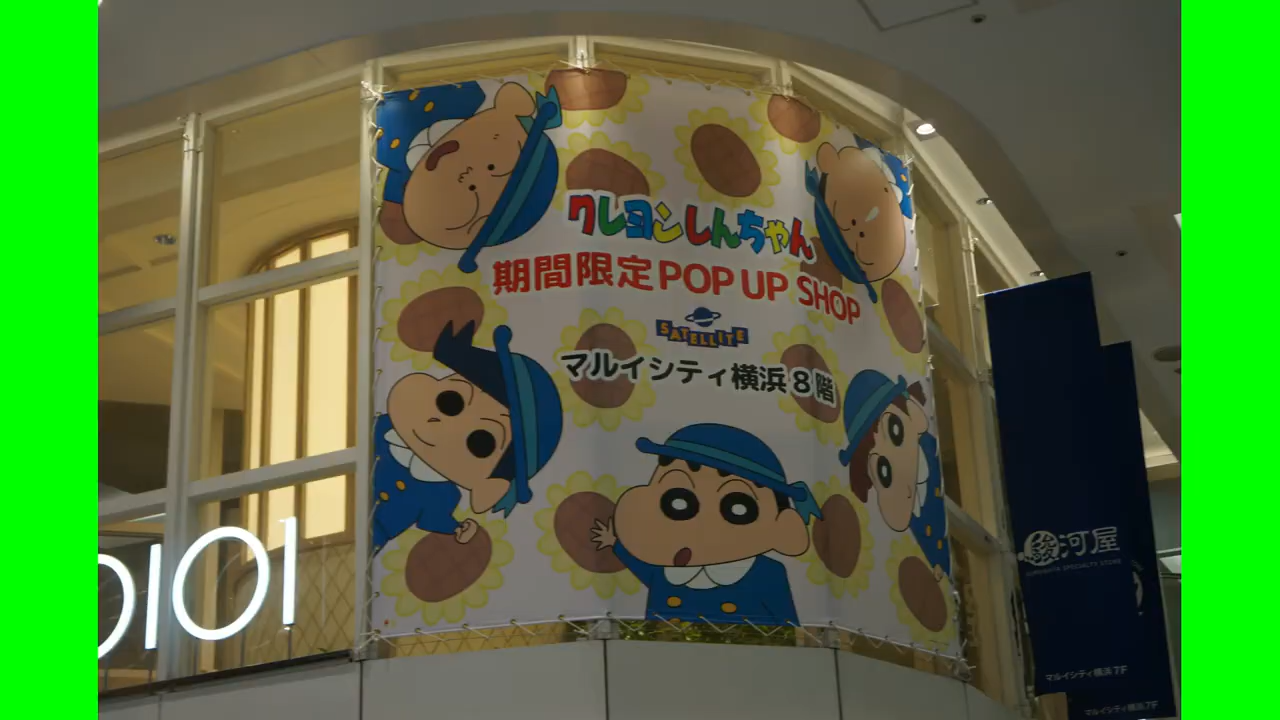 クレヨンしんちゃん
期間限定POP UP SHOP
SATELLITE
マルイシティ横浜8階
OIOI
駿河屋
SURUGAYA SPECIALTY STORE
マルイシティ横浜7F
マルイシティ横浜7F